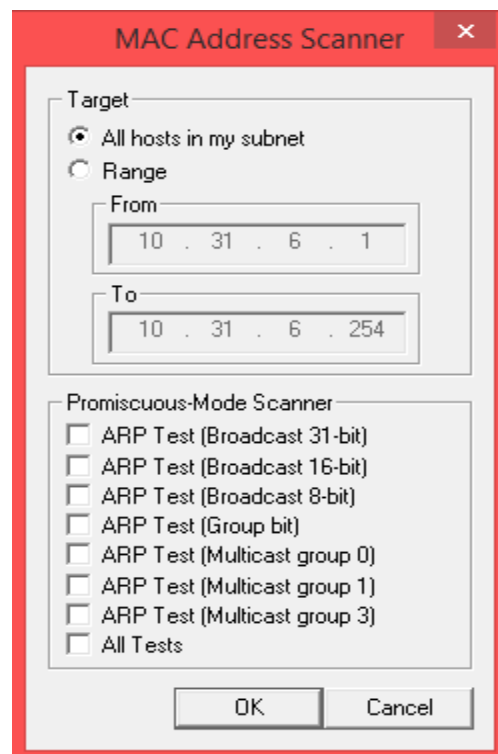 MAC Address Scanner
Target
All hosts in my subnet
Range
From
10 . 31 . 6 . 1
To
10 . 31 . 6 . 254
Promiscuous-Mode Scanner
ARP Test (Broadcast 31-bit)
ARP Test (Broadcast 16-bit)
ARP Test (Broadcast 8-bit)
ARP Test (Group bit)
ARP Test (Multicast group 0)
ARP Test (Multicast group 1)
ARP Test (Multicast group 3)
All Tests
OK Cancel